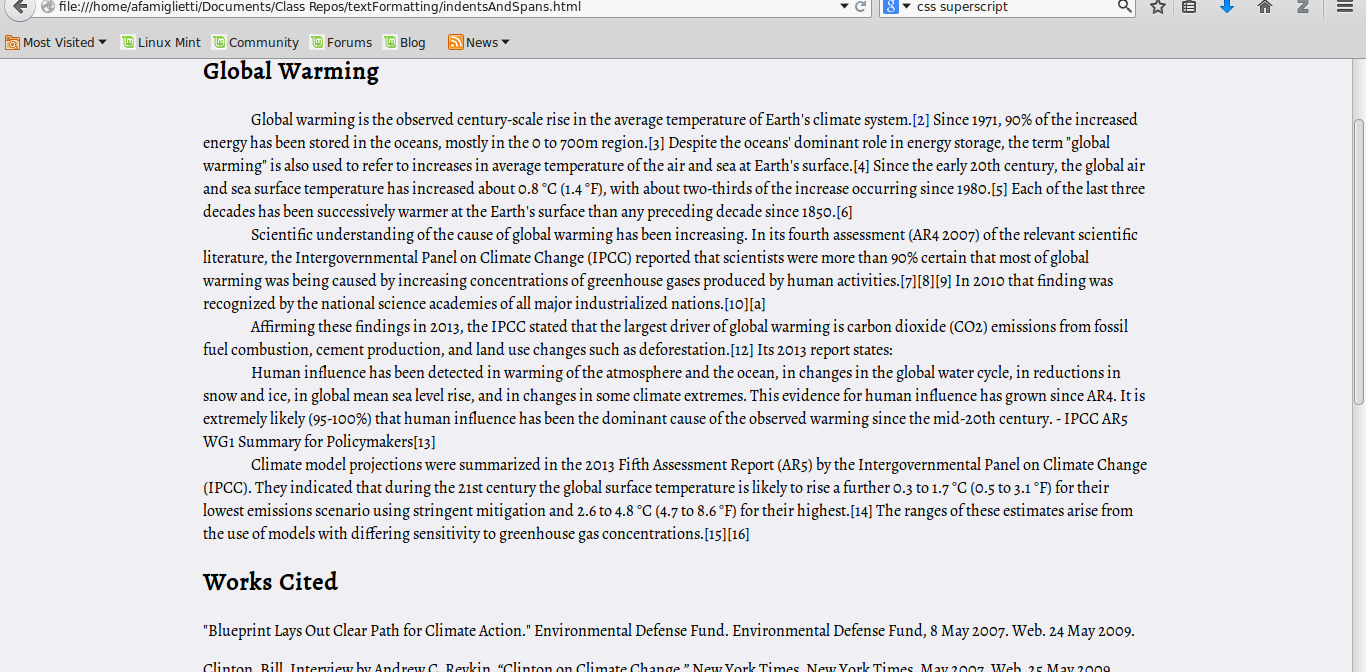 file:///home/afamiglietti/Documents/Class Repos/textFormatting/indentsAndSpans.html
css superscript
Most Visited Linux Mint Community Forums Blog News
Global Warming
Global warming is the observed century-scale rise in the average temperature of Earth's climate system.[2] Since 1971, 90% of the increased
energy has been stored in the oceans, mostly in the 0 to 700m region.[3] Despite the oceans' dominant role in energy storage, the term "global
warming" is also used to refer to increases in average temperature of the air and sea at Earth's surface.[4] Since the early 20th century, the global air
and sea surface temperature has increased about 0.8 °C (1.4 °F), with about two-thirds of the increase occurring since 1980.[5] Each of the last three
decades has been successively warmer at the Earth's surface than any preceding decade since 1850.[6]
Scientific understanding of the cause of global warming has been increasing. In its fourth assessment (AR4 2007) of the relevant scientific
literature, the Intergovernmental Panel on Climate Change (IPCC) reported that scientists were more than 90% certain that most of global
warming was being caused by increasing concentrations of greenhouse gases produced by human activities.[7][8][9] In 2010 that finding was
recognized by the national science academies of all major industrialized nations.[10][a]
Affirming these findings in 2013, the IPCC stated that the largest driver of global warming is carbon dioxide (CO2) emissions from fossil
fuel combustion, cement production, and land use changes such as deforestation.[12] Its 2013 report states:
Human influence has been detected in warming of the atmosphere and the ocean, in changes in the global water cycle, in reductions in
snow and ice, in global mean sea level rise, and in changes in some climate extremes. This evidence for human influence has grown since AR4. It is
extremely likely (95-100%) that human influence has been the dominant cause of the observed warming since the mid-20th century. - IPCC AR5
WG1 Summary for Policymakers[13]
Climate model projections were summarized in the 2013 Fifth Assessment Report (AR5) by the Intergovernmental Panel on Climate Change
(IPCC). They indicated that during the 21st century the global surface temperature is likely to rise a further 0.3 to 1.7 °C (0.5 to 3.1 °F) for their
lowest emissions scenario using stringent mitigation and 2.6 to 4.8 °C (4.7 to 8.6 °F) for their highest.[14] The ranges of these estimates arise from
the use of models with differing sensitivity to greenhouse gas concentrations.[15][16]
Works Cited
"Blueprint Lays Out Clear Path for Climate Action." Environmental Defense Fund. Environmental Defense Fund, 8 May 2007. Web. 24 May 2009.
Clinton, Bill. Interview by Andrew C. Revkin. “Clinton on Climate Change.” New York Times. New York Times, May 2007. Web. 25 May 2009.